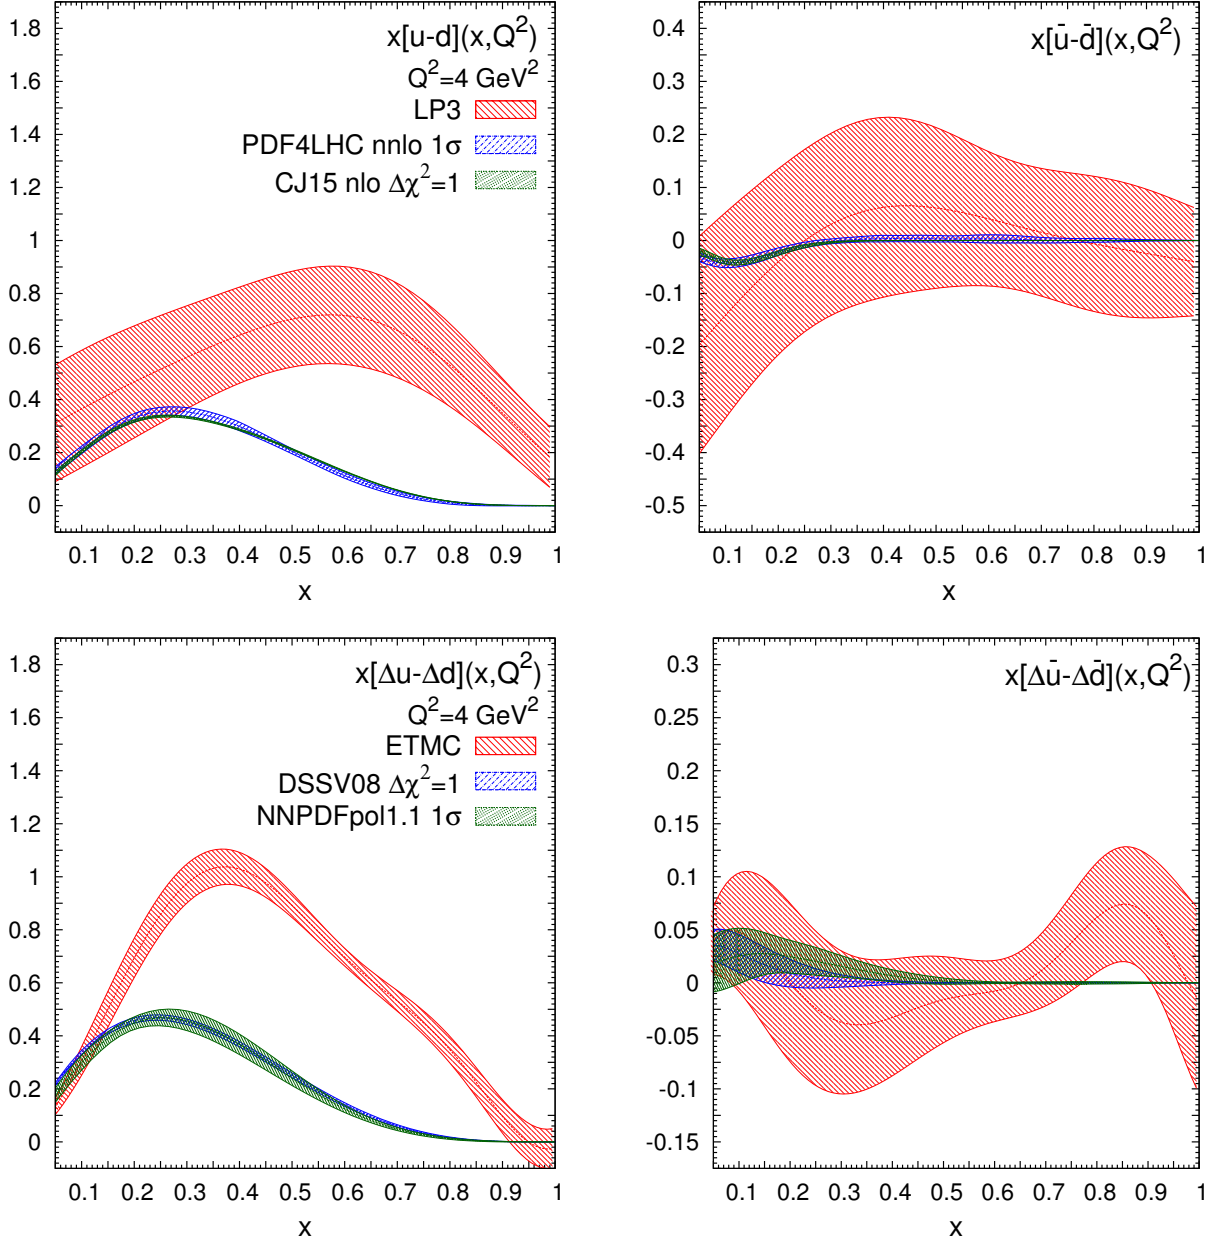 x[u-d](x,Q²)
Q²=4 GeV²
LP3
PDF4LHC nnlo 1σ
CJ15 nlo Δχ²=1
1.8
1.6
1.4
1.2
1
0.8
0.6
0.4
0.2
0
0.1 0.2 0.3 0.4 0.5 0.6 0.7 0.8 0.9 1
x
x[ū-d̄](x,Q²)
0.4
0.3
0.2
0.1
0
-0.1
-0.2
-0.3
-0.4
-0.5
0.1 0.2 0.3 0.4 0.5 0.6 0.7 0.8 0.9 1
x
x[Δu-Δd](x,Q²)
Q²=4 GeV²
ETMC
DSSV08 Δχ²=1
NNPDFpol1.1 1σ
1.8
1.6
1.4
1.2
1
0.8
0.6
0.4
0.2
0
0.1 0.2 0.3 0.4 0.5 0.6 0.7 0.8 0.9 1
x
x[Δū-Δd̄](x,Q²)
0.3
0.25
0.2
0.15
0.1
0.05
0
-0.05
-0.1
-0.15
0.1 0.2 0.3 0.4 0.5 0.6 0.7 0.8 0.9 1
x